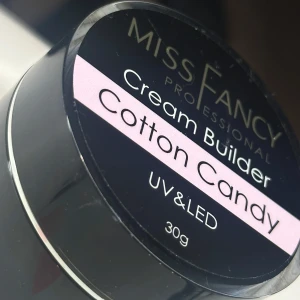 MISS FANCY
PROFESSIONAL
Cream Builder
Cotton Candy
UV&LED
30g